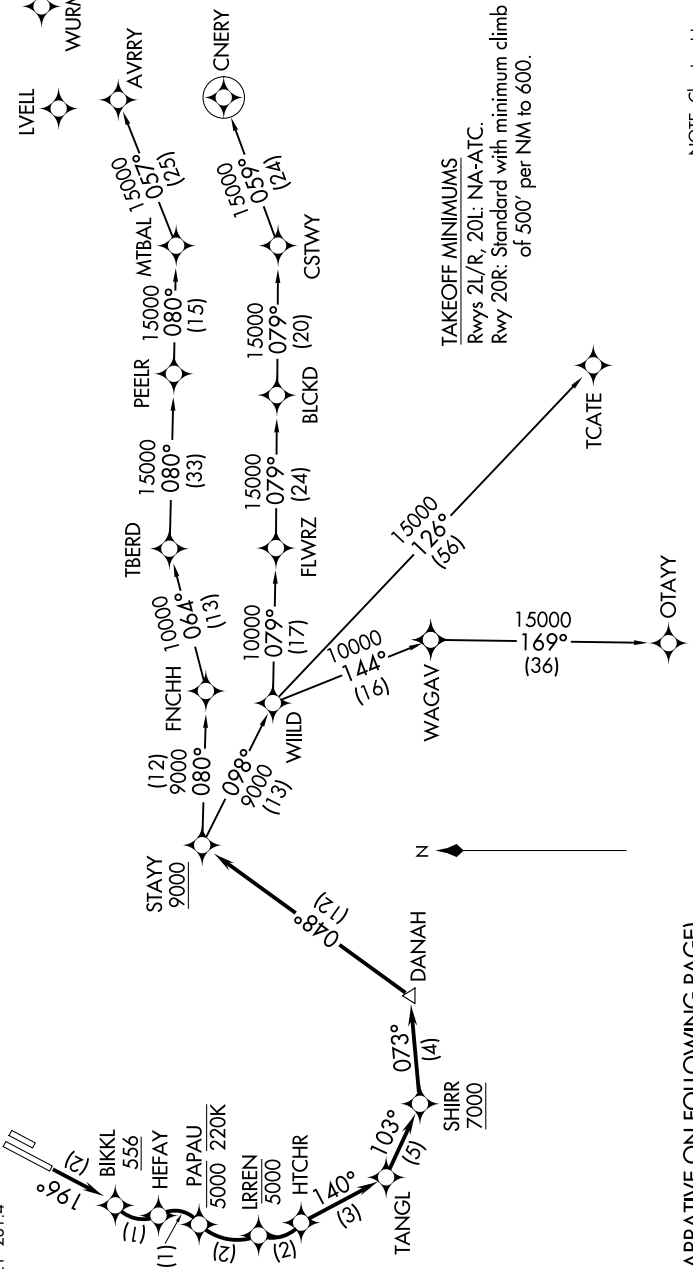 LVELL
AVRRY
CNERY
15000
057°
(25)
15000
059°
(24)
MTBAL
CSTWY
15000
080°
(15)
15000
079°
(20)
PEELR
BLCKD
15000
080°
(33)
15000
079°
(24)
TBERD
FLWRZ
10000
064°
(13)
10000
079°
(17)
FNCHH
WIILD
(12)
9000
080°
098°
9000
(13)
STAYY
9000
10000
144°
(16)
WAGAV
15000
126°
(56)
TCATE
15000
169°
(36)
OTAYY
TAKEOFF MINIMUMS
Rwys 2L/R, 20L: NA-ATC.
Rwy 20R: Standard with minimum climb
of 500' per NM to 600.
N
048°
(12)
DANAH
073°
(4)
SHIRR
7000
103°
(5)
TANGL
140°
(3)
HTCHR
(2)
LRREN
5000
(2)
PAPAU
5000 220K
(1)
HEFAY
(1)
BIKKL
556
196°
(2)